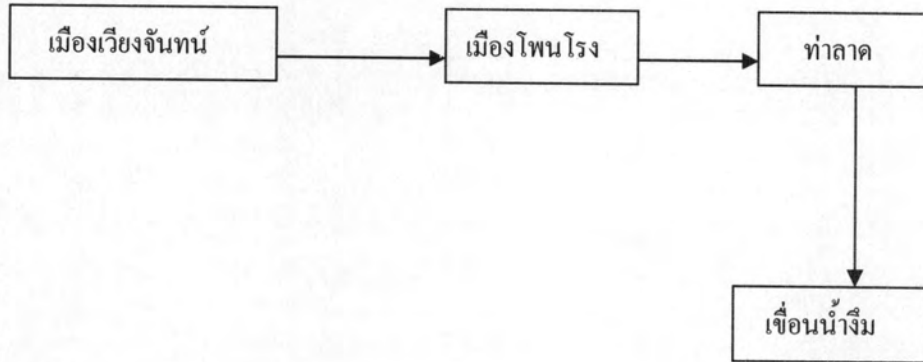 เมืองเวียงจันทน์
เมืองโพนโรง
ท่าลาด
เขื่อนน้ำงึม